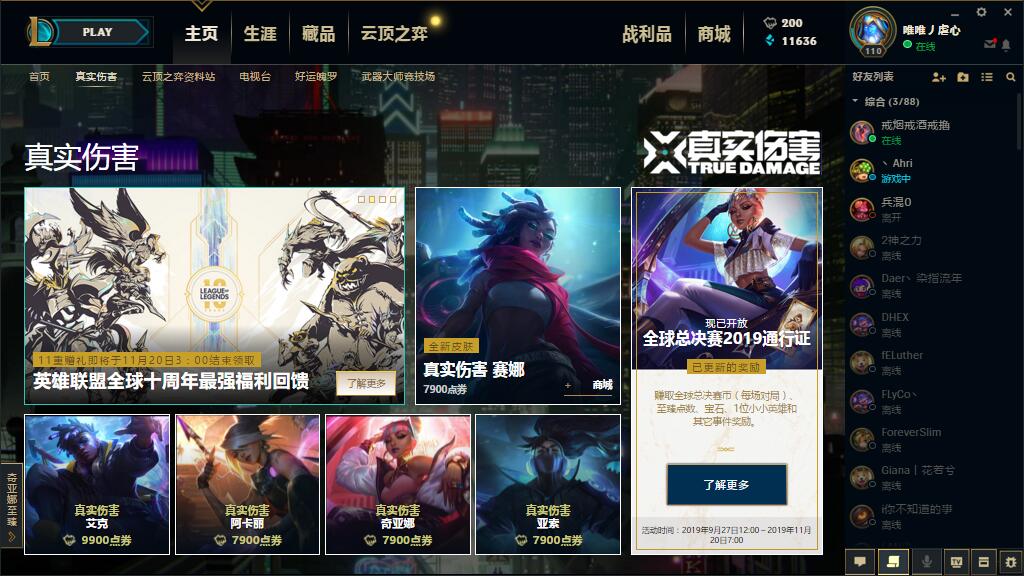 PLAY
主页
生涯
藏品
云顶之弈
战利品
商城
200
11636
110
唯唯丿虐心
在线
首页
真实伤害
云顶之弈资料站
电视台
好运魄罗
武器大师竞技场
真实伤害
真实伤害
TRUE DAMAGE
LEAGUE OF LEGENDS
10
11重赠礼即将于11月20日3：00结束领取
英雄联盟全球十周年最强福利回馈
了解更多
全新皮肤
真实伤害 赛娜
7900点券
+ 商城
现已开放
全球总决赛2019通行证
已更新的奖励
赚取全球总决赛币（每场对局）、
至臻点数、宝石、1位小小英雄和
其它事件奖励。
了解更多
活动时间：2019年9月27日12:00 – 2019年11月
20日7:00
真实伤害
艾克
9900点券
真实伤害
阿卡丽
7900点券
真实伤害
奇亚娜
7900点券
真实伤害
亚索
7900点券
奇亚娜至臻
好友列表
综合 (3/88)
戒烟戒酒戒撸
在线
丶Ahri
游戏中
兵混0
离开
2神之力
离线
Daer丶染指流年
离线
DHEX
离线
fELuther
离线
FLyCo丶
离线
ForeverSlim
离线
Giana丨花若兮
离线
i你不知道的事
离线
TV